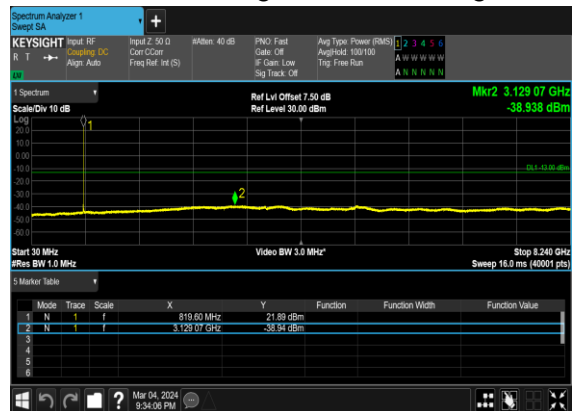 Spectrum Analyzer 1
Swept SA
+
KEYSIGHT Input: RF Input Z: 50 Ω #Atten: 40 dB PNO: Fast Avg Type: Power (RMS) 1 2 3 4 5 6
R T Coupling: DC Corr CCorr Gate: Off Avg|Hold: 100/100 A W W W W W
Align: Auto Freq Ref: Int (S) IF Gain: Low Trig: Free Run
Sig Track: Off A N N N N N
1 Spectrum Ref Lvl Offset 7.50 dB Mkr2 3.129 07 GHz
Scale/Div 10 dB Ref Level 30.00 dBm -38.938 dBm
Log
1
20.0
10.0
0.00
-10.0
DL1 -13.00 dBm
-20.0
-30.0
2
-40.0
-50.0
-60.0
Start 30 MHz Video BW 3.0 MHz* Stop 8.240 GHz
#Res BW 1.0 MHz Sweep 16.0 ms (40001 pts)
5 Marker Table
Mode Trace Scale X Y Function Function Width Function Value
1 N 1 f 819.60 MHz 21.89 dBm
2 N 1 f 3.129 07 GHz -38.94 dBm
3
4
5
6
? Mar 04, 2024
9:34:06 PM